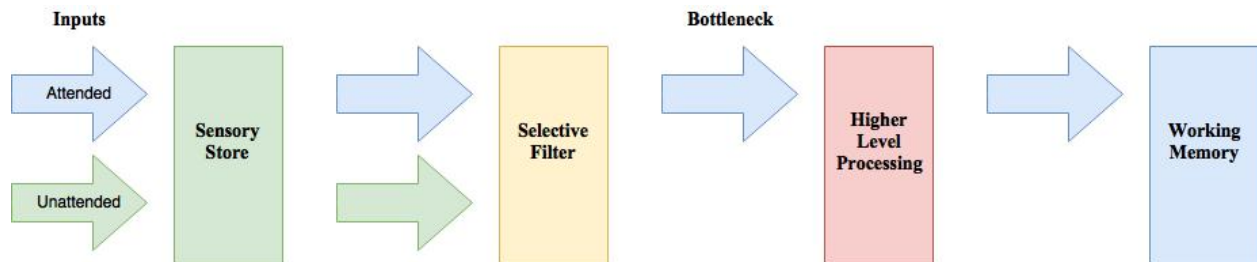 Inputs
Bottleneck
Attended
Unattended
Sensory
Store
Selective
Filter
Higher
Level
Processing
Working
Memory